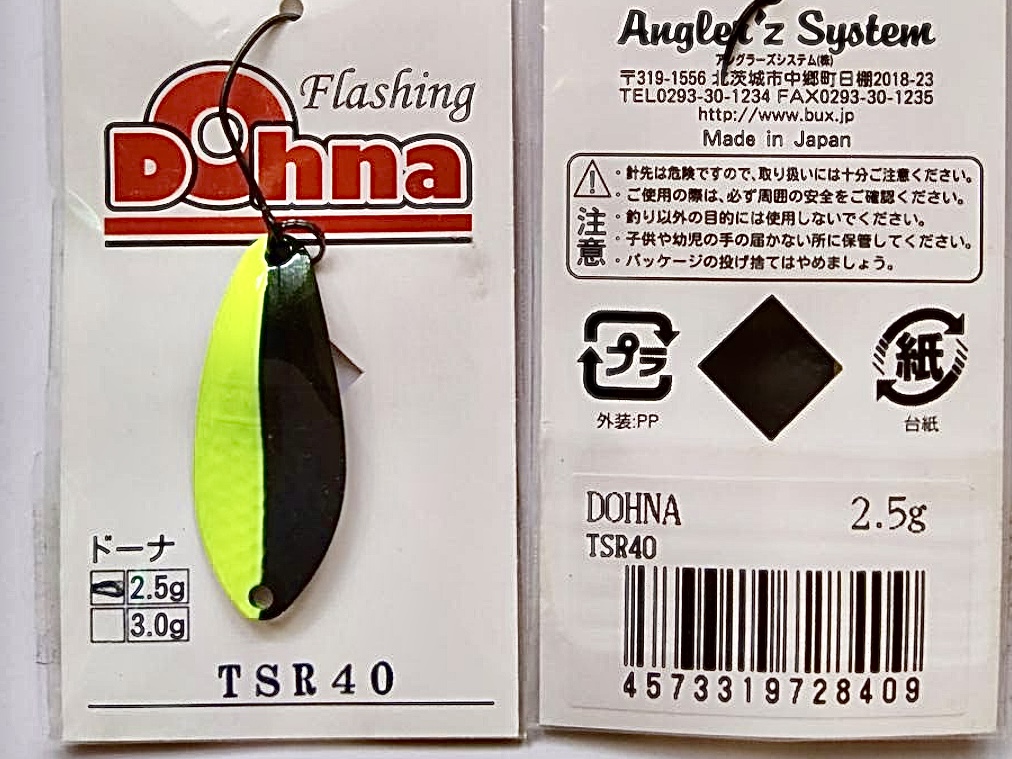 Flashing
Dohna
ドーナ
2.5g
3.0g
TSR40
Angler'z System
アングラーズシステム(株)
〒319-1556 北茨城市中郷町日棚2018-23
TEL0293-30-1234 FAX0293-30-1235
http://www.bux.jp
Made in Japan
注意
・針先は危険ですので、取り扱いには十分ご注意ください。
・ご使用の際は、必ず周囲の安全をご確認ください。
・釣り以外の目的には使用しないでください。
・子供や幼児の手の届かない所に保管してください。
・パッケージの投げ捨てはやめましょう。
プラ
紙
外装:PP
台紙
DOHNA 2.5g
TSR40
4573319728409